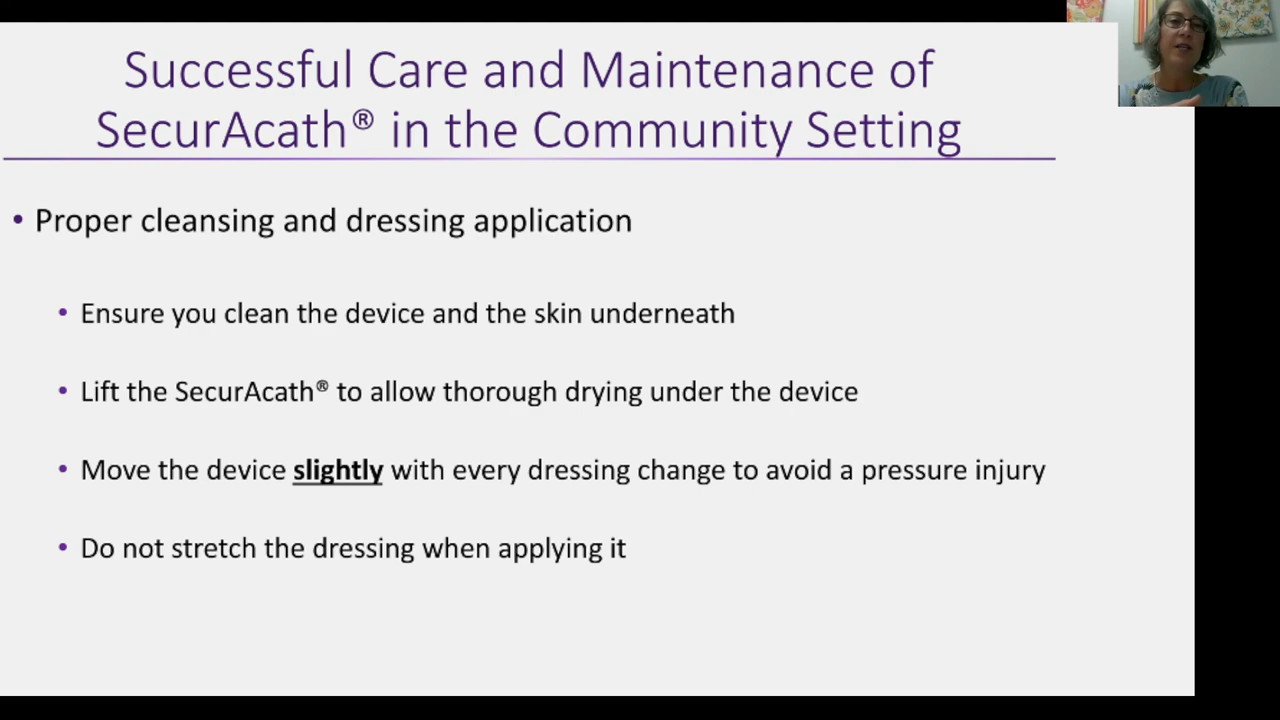 Successful Care and Maintenance of
SecurAcath® in the Community Setting
• Proper cleansing and dressing application
• Ensure you clean the device and the skin underneath
• Lift the SecurAcath® to allow thorough drying under the device
• Move the device slightly with every dressing change to avoid a pressure injury
• Do not stretch the dressing when applying it